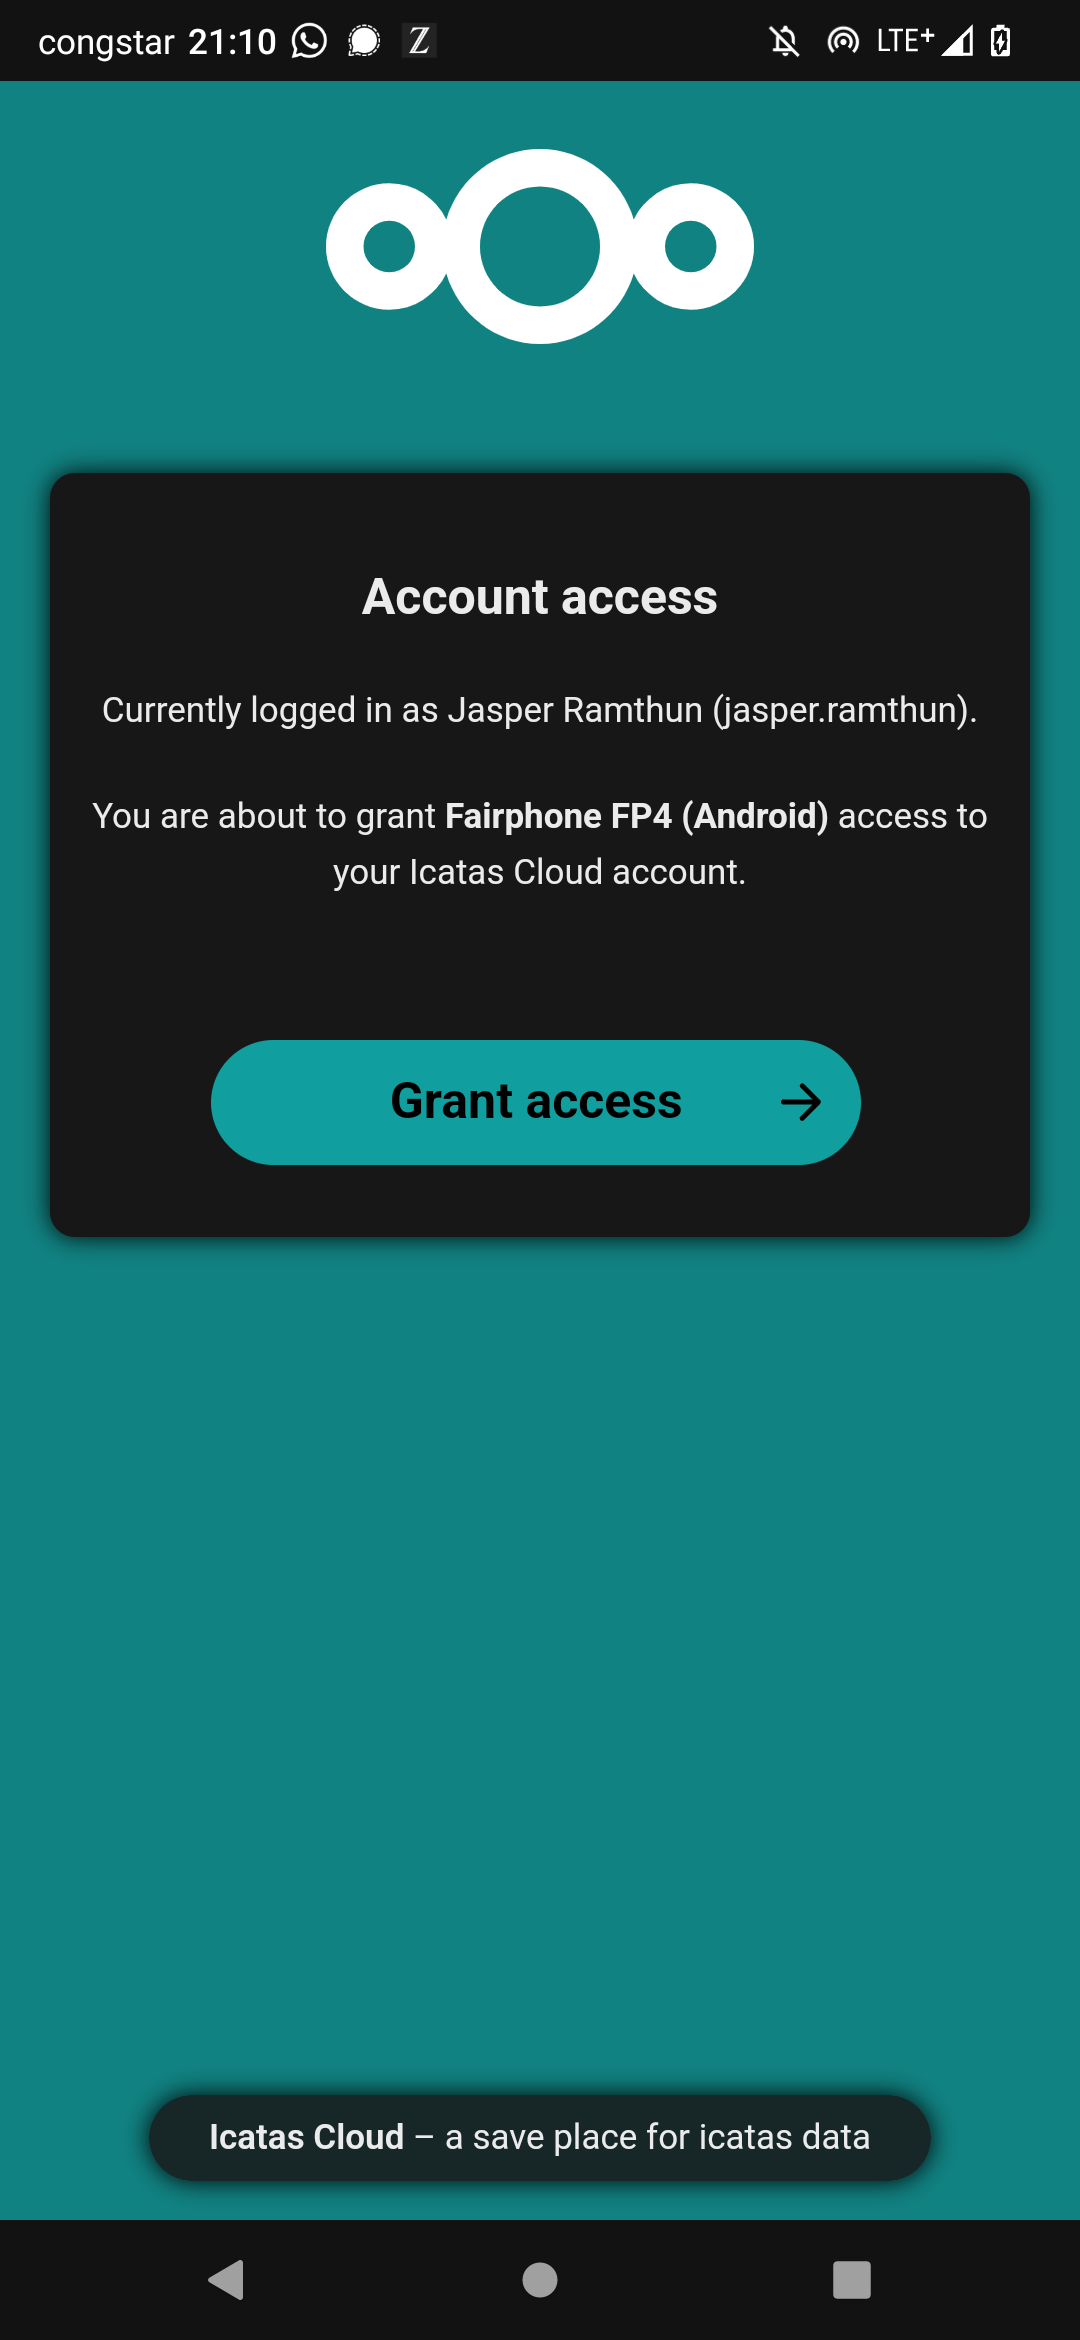 congstar 21:10 LTE+
Account access
Currently logged in as Jasper Ramthun (jasper.ramthun).
You are about to grant Fairphone FP4 (Android) access to
your Icatas Cloud account.
Grant access
Icatas Cloud – a save place for icatas data